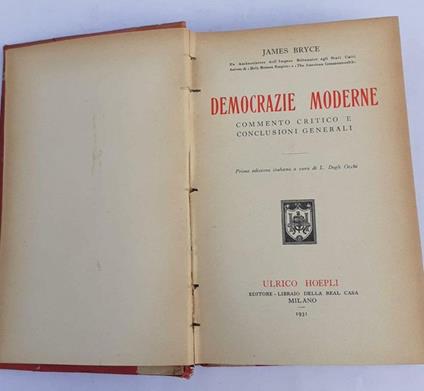 JAMES BRYCE
Ex Ambasciatore dell'Impero Britannico agli Stati Uniti
Autore di «Holy Roman Empire» e «The American Commonwealth»
DEMOCRAZIE MODERNE
COMMENTO CRITICO E
CONCLUSIONI GENERALI
Prima edizione italiana a cura di L. Degli Occhi
ULRICO HOEPLI
EDITORE-LIBRAIO DELLA REAL CASA
MILANO
1931